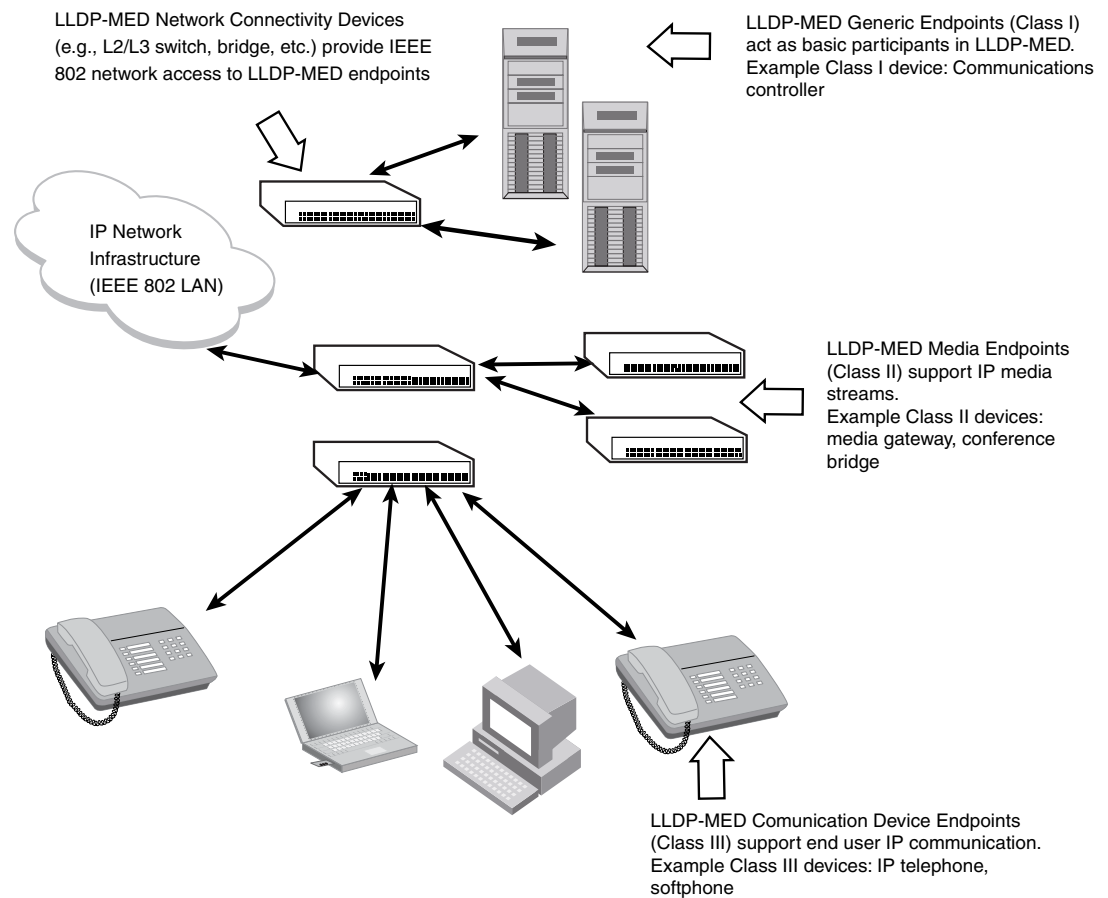 LLDP-MED Network Connectivity Devices
(e.g., L2/L3 switch, bridge, etc.) provide IEEE
802 network access to LLDP-MED endpoints
LLDP-MED Generic Endpoints (Class I)
act as basic participants in LLDP-MED.
Example Class I device: Communications
controller
IP Network
Infrastructure
(IEEE 802 LAN)
LLDP-MED Media Endpoints
(Class II) support IP media
streams.
Example Class II devices:
media gateway, conference
bridge
LLDP-MED Comunication Device Endpoints
(Class III) support end user IP communication.
Example Class III devices: IP telephone,
softphone